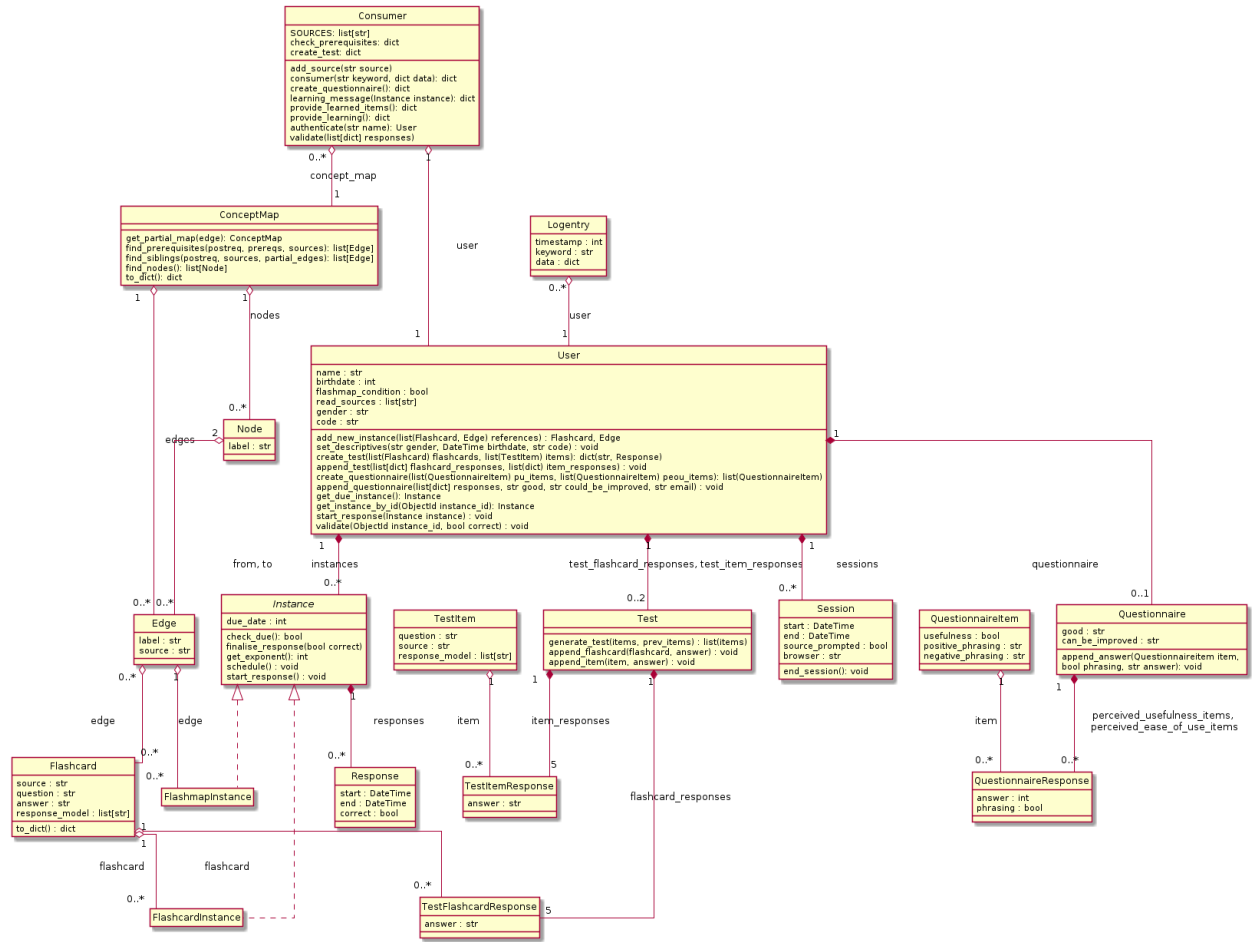 Consumer
SOURCES: list[str]
check_prerequisites: dict
create_test: dict
add_source(str source)
consumer(str keyword, dict data): dict
create_questionnaire(): dict
learning_message(Instance instance): dict
provide_learned_items(): dict
provide_learning(): dict
authenticate(str name): User
validate(list[dict] responses)
0..*
1
concept_map
1
ConceptMap
get_partial_map(edge): ConceptMap
find_prerequisites(postreq, prereqs, sources): list[Edge]
find_siblings(postreq, sources, partial_edges): list[Edge]
find_nodes(): list[Node]
to_dict(): dict
Logentry
timestamp : int
keyword : str
data : dict
user
1
1
0..*
nodes
user
1
1
User
name : str
birthdate : int
flashmap_condition : bool
read_sources : list[str]
gender : str
code : str
add_new_instance(list(Flashcard, Edge) references) : Flashcard, Edge
set_descriptives(str gender, DateTime birthdate, str code) : void
create_test(list(Flashcard) flashcards, list(TestItem) items): dict(str, Response)
append_test(list[dict] flashcard_responses, list(dict) item_responses) : void
create_questionnaire(list(QuestionnaireItem) pu_items, list(QuestionnaireItem) peou_items): list(QuestionnaireItem)
append_questionnaire(list[dict] responses, str good, str could_be_improved, str email) : void
get_due_instance(): Instance
get_instance_by_id(ObjectId instance_id): Instance
start_response(Instance instance) : void
validate(ObjectId instance_id, bool correct) : void
0..*
Node
label : str
edges
2
1
1
1
1
from, to
instances
test_flashcard_responses, test_item_responses
sessions
questionnaire
0..*
0..2
0..*
0..1
0..*
0..*
Edge
label : str
source : str
Instance
due_date : int
check_due(): bool
finalise_response(bool correct)
get_exponent(): int
schedule() : void
start_response() : void
TestItem
question : str
source : str
response_model : list[str]
Test
generate_test(items, prev_items) : list(items)
append_flashcard(flashcard, answer) : void
append_item(item, answer) : void
Session
start : DateTime
end : DateTime
source_prompted : bool
browser : str
end_session(): void
QuestionnaireItem
usefulness : bool
positive_phrasing : str
negative_phrasing : str
Questionnaire
good : str
can_be_improved : str
append_answer(Questionnaireitem item,
bool phrasing, str answer): void
0..*
1
1
1
1
1
1
1
edge
edge
responses
item
item_responses
item
perceived_usefulness_items,
perceived_ease_of_use_items
0..*
0..*
0..*
0..*
5
0..*
0..*
Flashcard
source : str
question : str
answer : str
response_model : list[str]
to_dict() : dict
FlashmapInstance
Response
start : DateTime
end : DateTime
correct : bool
TestItemResponse
answer : str
flashcard_responses
QuestionnaireResponse
answer : int
phrasing : bool
1
1
flashcard
flashcard
0..*
0..*
FlashcardInstance
TestFlashcardResponse
answer : str
5